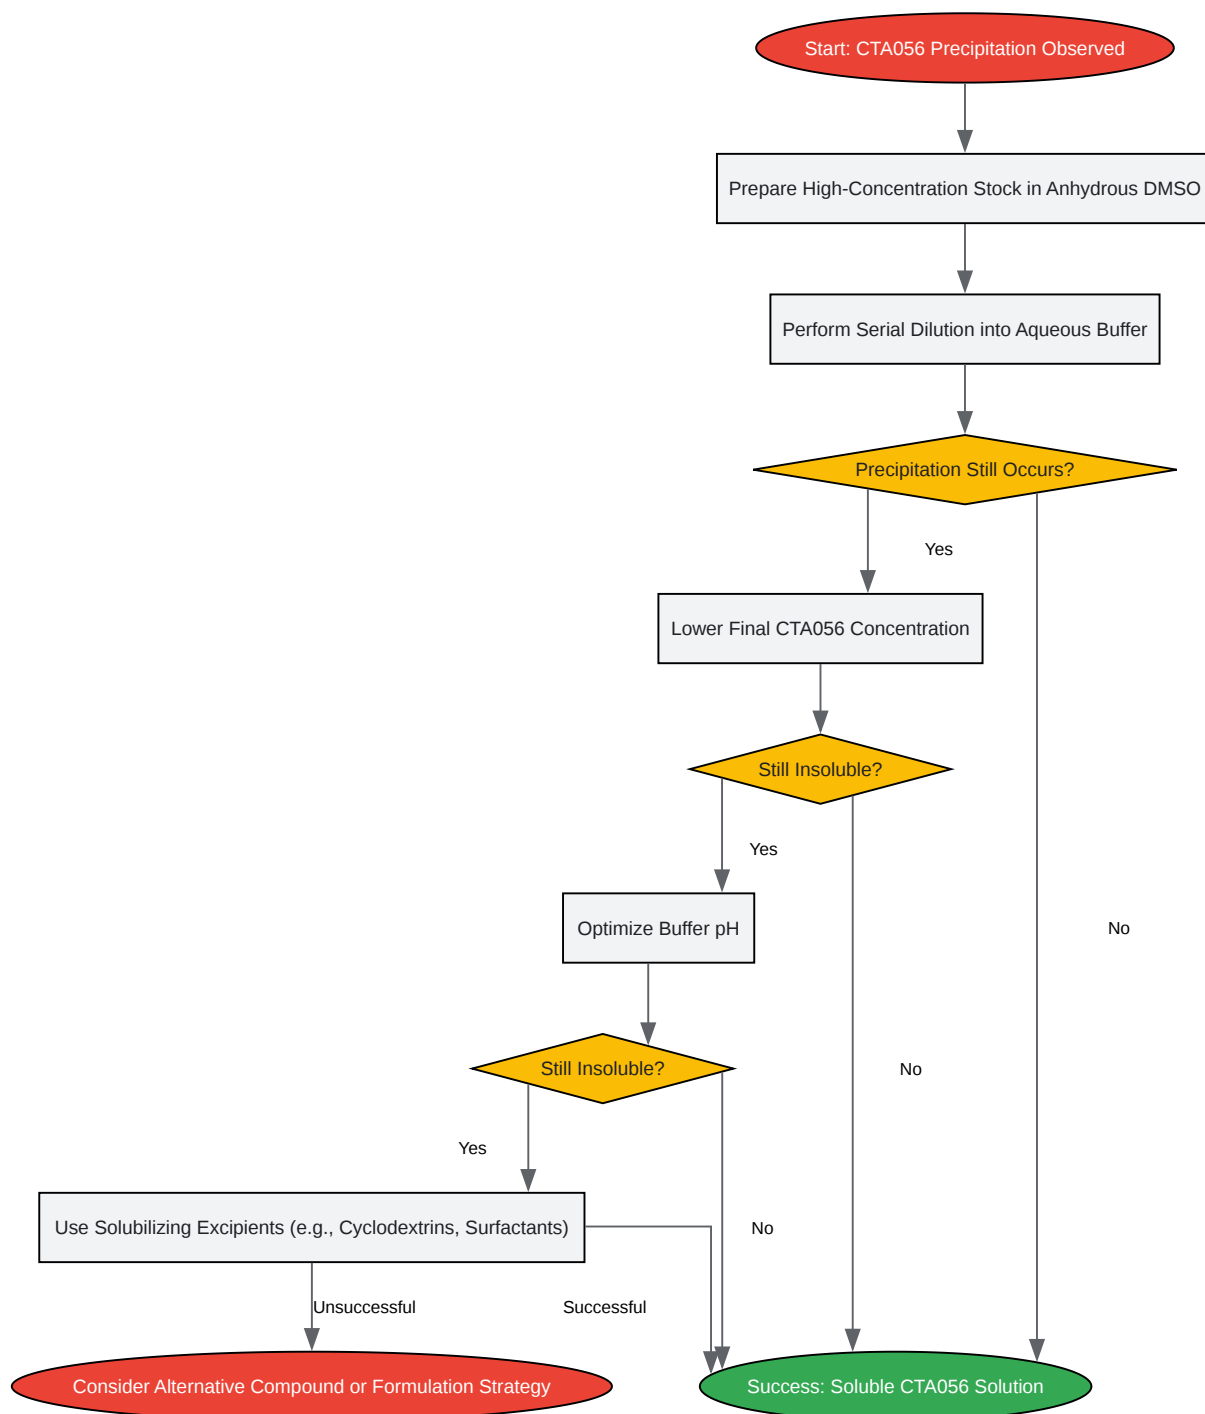 Start: CTA056 Precipitation Observed
Prepare High-Concentration Stock in Anhydrous DMSO
Perform Serial Dilution into Aqueous Buffer
Precipitation Still Occurs?
Yes
Lower Final CTA056 Concentration
Still Insoluble?
Yes
Optimize Buffer pH
No
Still Insoluble?
No
Yes
Use Solubilizing Excipients (e.g., Cyclodextrins, Surfactants)
No
Unsuccessful
Successful
Consider Alternative Compound or Formulation Strategy
Success: Soluble CTA056 Solution